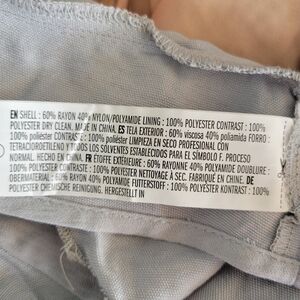 EN SHELL : 60% RAYON 40% NYLON/POLYAMIDE LINING : 100% POLYESTER CONTRAST : 100%
POLYESTER DRY CLEAN. MADE IN CHINA. ES TELA EXTERIOR : 60% viscosa 40% poliamida FORRO :
100% poliéster CONTRASTE : 100% poliéster LIMPIEZA EN SECO PROFESIONAL CON
TETRACLOROETILENO Y TODOS LOS SOLVENTES ESTABLECIDOS PARA EL SÍMBOLO F. PROCESO
NORMAL. HECHO EN CHINA. FR ÉTOFFE EXTÉRIEURE : 60% RAYONNE 40% POLYAMIDE DOUBLURE :
100% POLYESTER CONTRASTE : 100% POLYESTER NETTOYAGE À SEC. FABRIQUÉ EN CHINE. DE
OBERMATERIAL : 60% RAYON 40% POLYAMIDE FUTTERSTOFF : 100% POLYESTER KONTRAST : 100%
POLYESTER CHEMISCHE REINIGUNG. HERGESTELLT IN